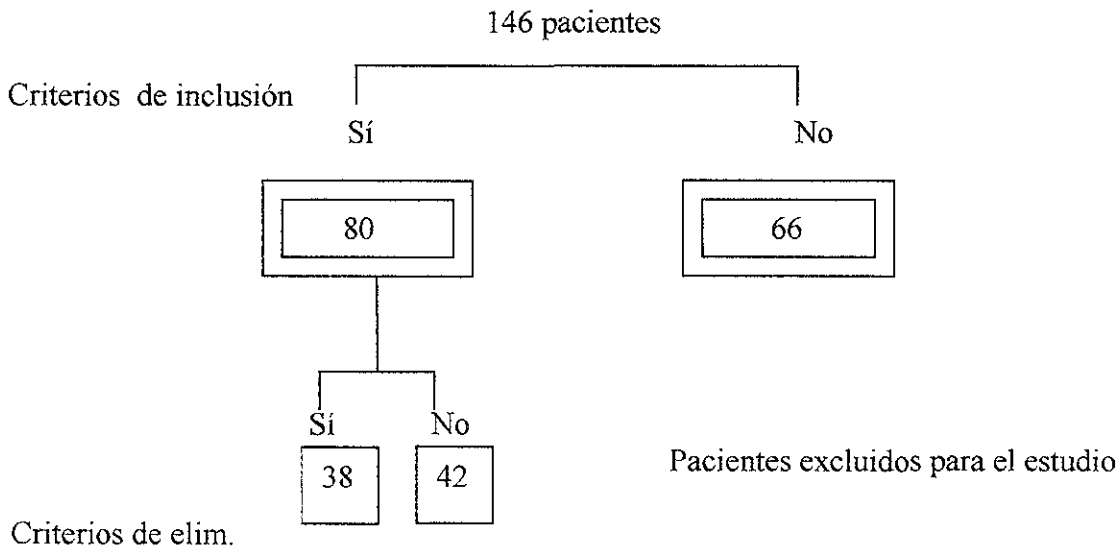 146 pacientes
Criterios de inclusión
Sí No
80 66
Sí No
38 42
Pacientes excluidos para el estudio
Criterios de elim.